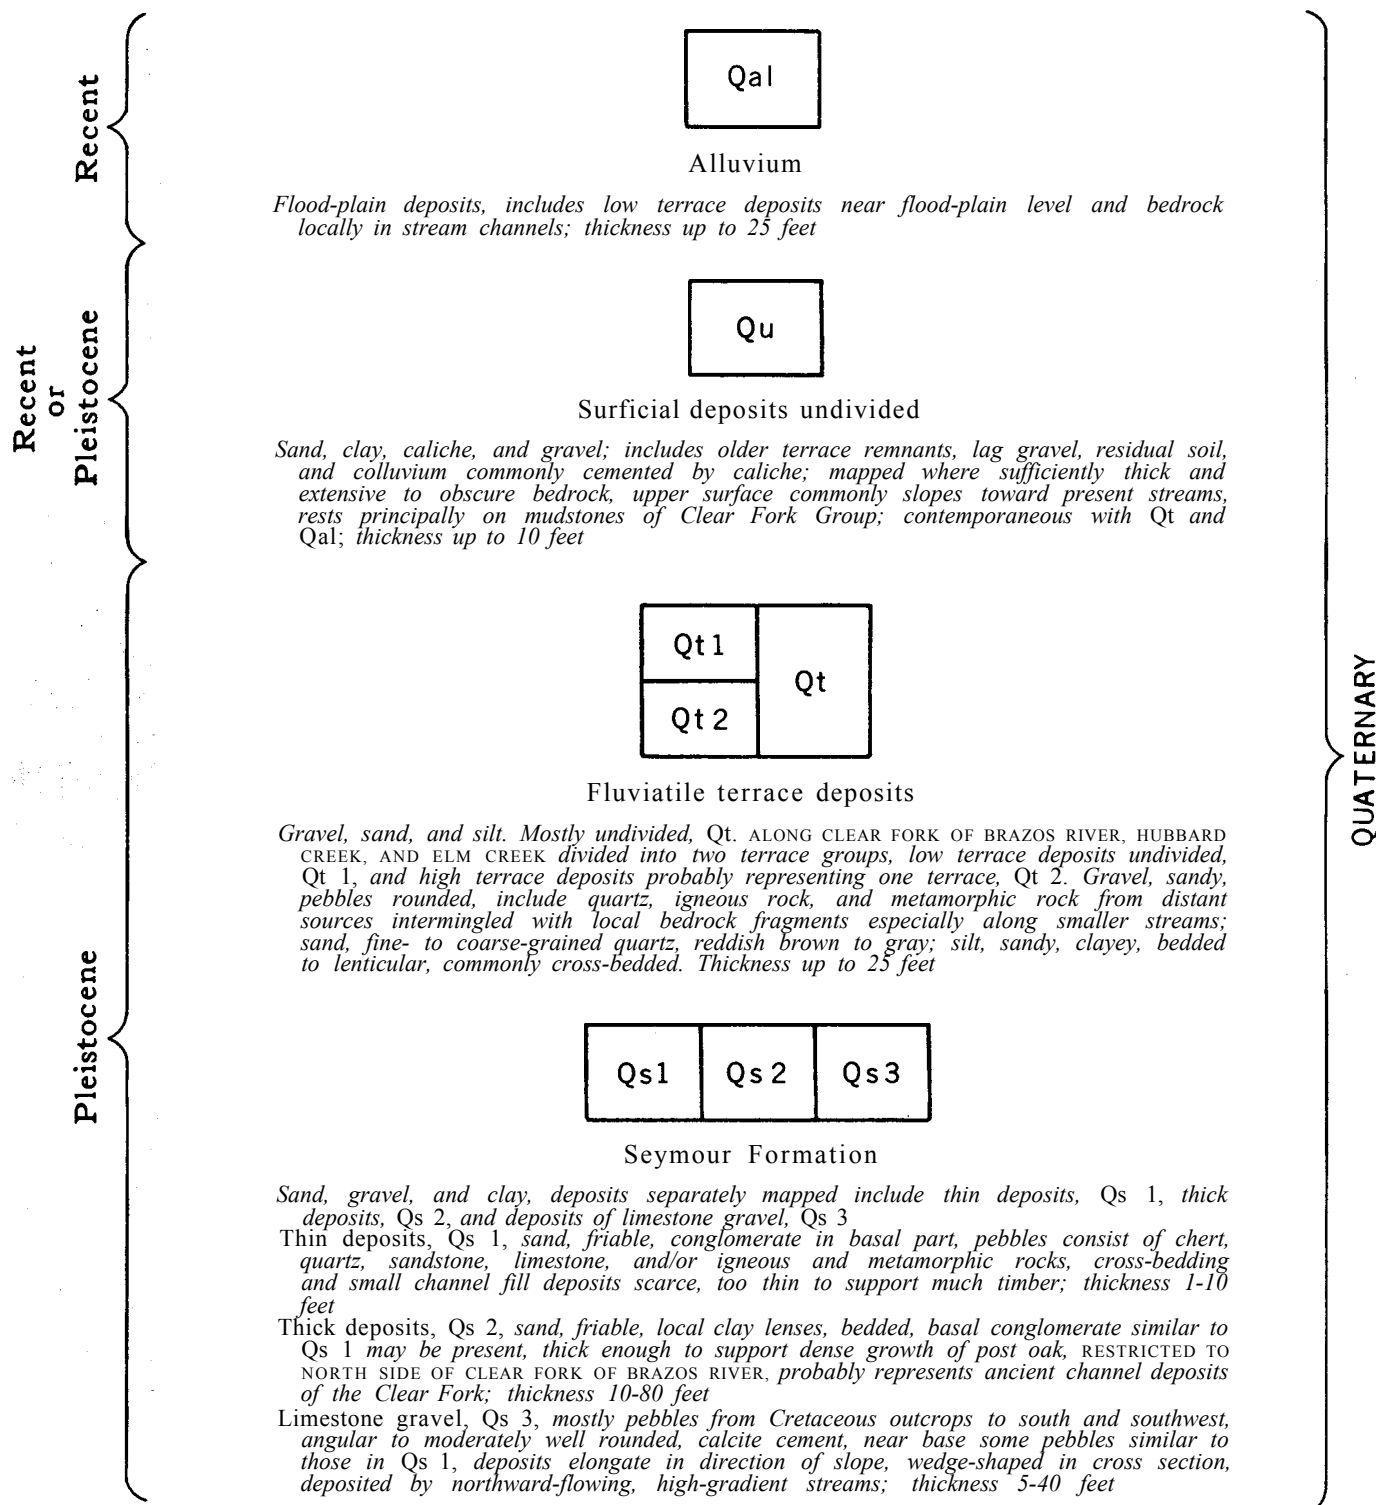 Recent
Qal
Alluvium
Flood-plain deposits, includes low terrace deposits near flood-plain level and bedrock
locally in stream channels; thickness up to 25 feet
Recent
or
Pleistocene
Qu
Surficial deposits undivided
Sand, clay, caliche, and gravel; includes older terrace remnants, lag gravel, residual soil,
and colluvium commonly cemented by caliche; mapped where sufficiently thick and
extensive to obscure bedrock, upper surface commonly slopes toward present streams,
rests principally on mudstones of Clear Fork Group; contemporaneous with Qt and
Qal; thickness up to 10 feet
Qt 1
Qt 2
Qt
Fluviatile terrace deposits
Gravel, sand, and silt. Mostly undivided, Qt. ALONG CLEAR FORK OF BRAZOS RIVER, HUBBARD
CREEK, AND ELM CREEK divided into two terrace groups, low terrace deposits undivided,
Qt 1, and high terrace deposits probably representing one terrace, Qt 2. Gravel, sandy,
pebbles rounded, include quartz, igneous rock, and metamorphic rock from distant
sources intermingled with local bedrock fragments especially along smaller streams;
sand, fine- to coarse-grained quartz, reddish brown to gray; silt, sandy, clayey, bedded
to lenticular, commonly cross-bedded. Thickness up to 25 feet
Pleistocene
Qs1
Qs 2
Qs 3
Seymour Formation
Sand, gravel, and clay, deposits separately mapped include thin deposits, Qs 1, thick
deposits, Qs 2, and deposits of limestone gravel, Qs 3
Thin deposits, Qs 1, sand, friable, conglomerate in basal part, pebbles consist of chert,
quartz, sandstone, limestone, and/or igneous and metamorphic rocks, cross-bedding
and small channel fill deposits scarce, too thin to support much timber; thickness 1-10
feet
Thick deposits, Qs 2, sand, friable, local clay lenses, bedded, basal conglomerate similar to
Qs 1 may be present, thick enough to support dense growth of post oak, RESTRICTED TO
NORTH SIDE OF CLEAR FORK OF BRAZOS RIVER, probably represents ancient channel deposits
of the Clear Fork; thickness 10-80 feet
Limestone gravel, Qs 3, mostly pebbles from Cretaceous outcrops to south and southwest,
angular to moderately well rounded, calcite cement, near base some pebbles similar to
those in Qs 1, deposits elongate in direction of slope, wedge-shaped in cross section,
deposited by northward-flowing, high-gradient streams; thickness 5-40 feet
QUATERNARY